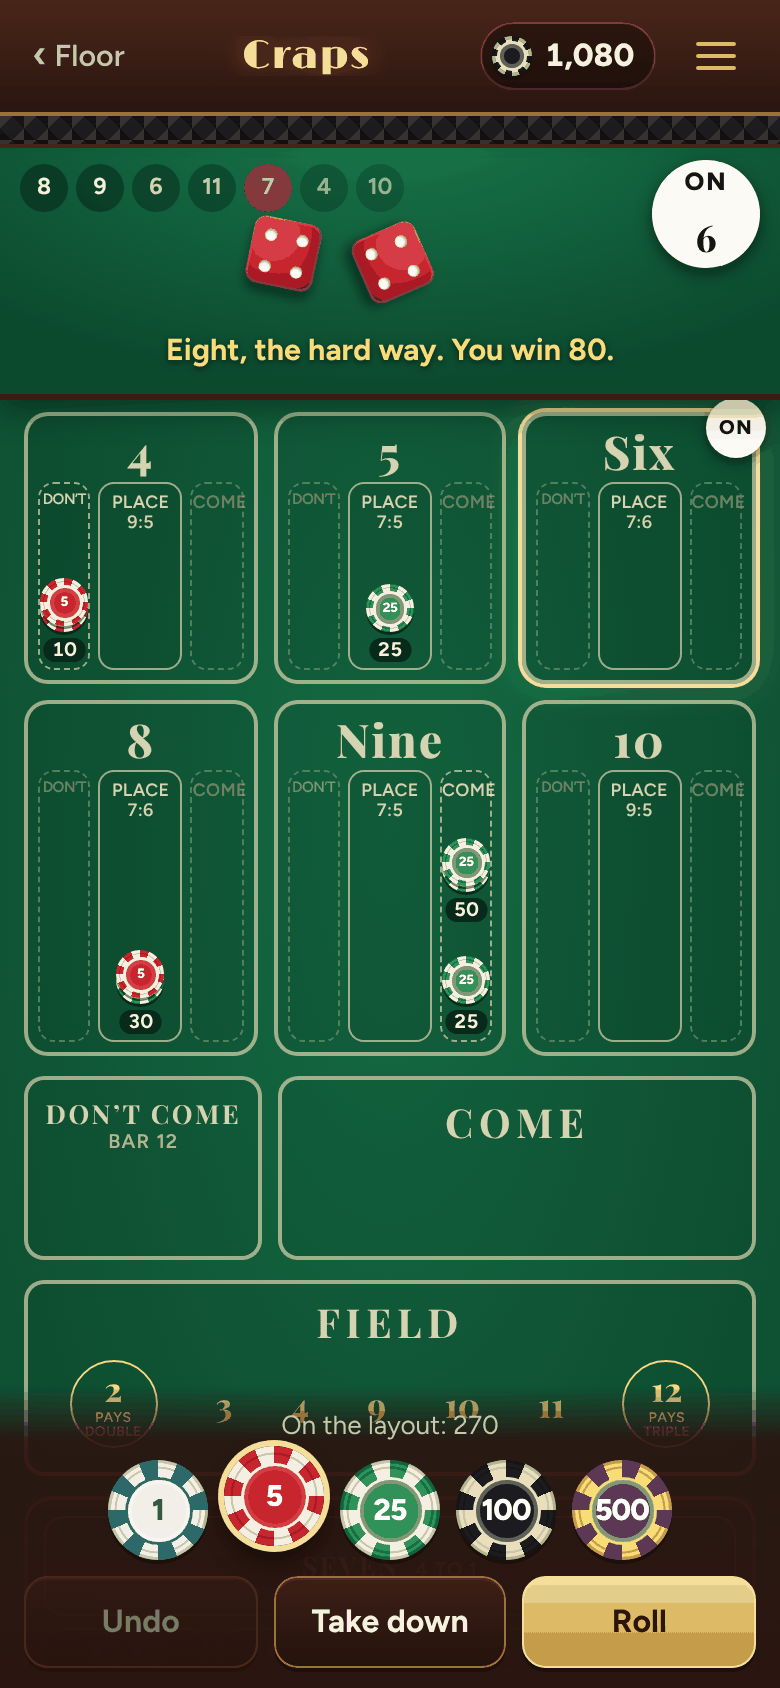 ‹ Floor
Craps
1,080
8 9 6 11 7 4 10
ON
6
Eight, the hard way. You win 80.
4
DON'T
PLACE
9:5
COME
5
10
5
DON'T
PLACE
7:5
COME
25
25
ON
Six
DON'T
PLACE
7:6
COME
8
DON'T
PLACE
7:6
COME
5
30
Nine
DON'T
PLACE
7:5
COME
25
50
25
25
10
DON'T
PLACE
9:5
COME
DON'T COME
BAR 12
COME
FIELD
2
PAYS
DOUBLE
3 4 9 10 11
12
PAYS
TRIPLE
On the layout: 270
1 5 25 100 500
SEVEN 4 TO 1
Undo
Take down
Roll